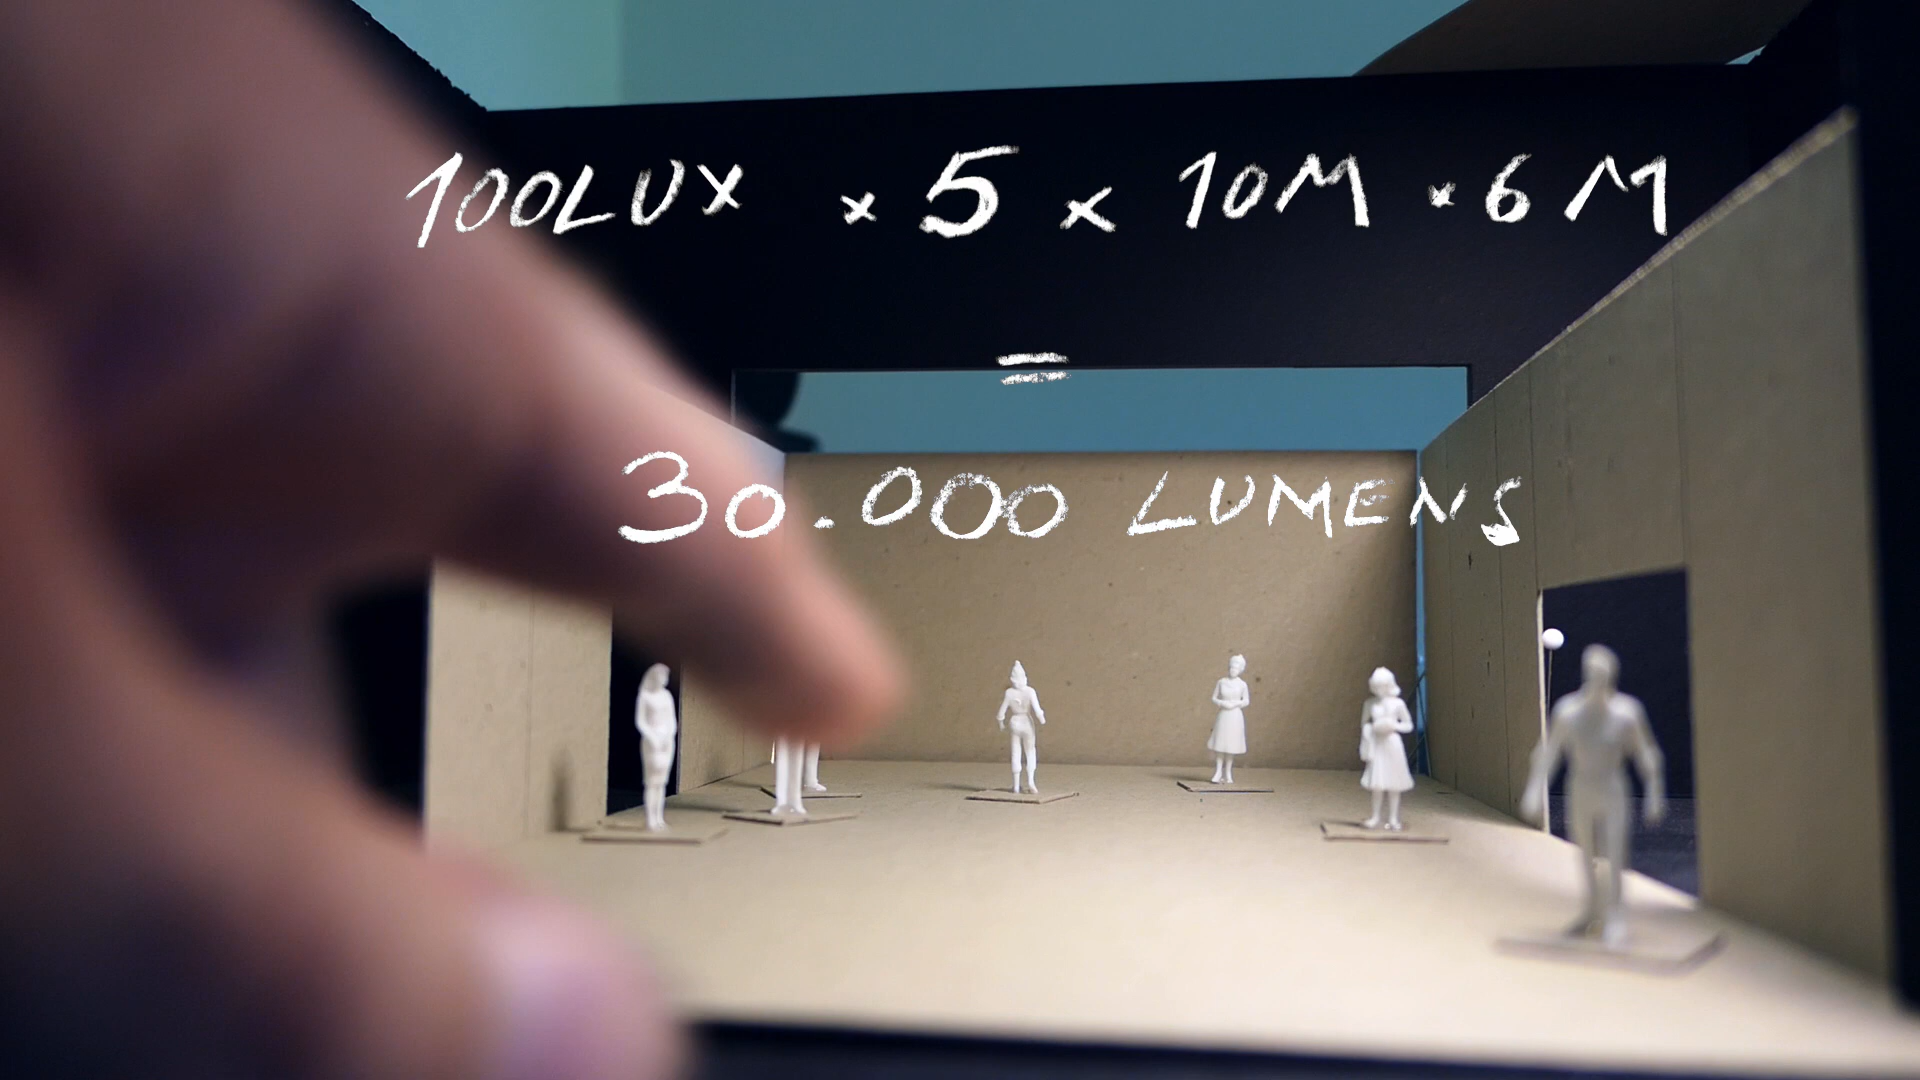 100LUX × 5 × 10M × 6M
=
30.000 LUMENS